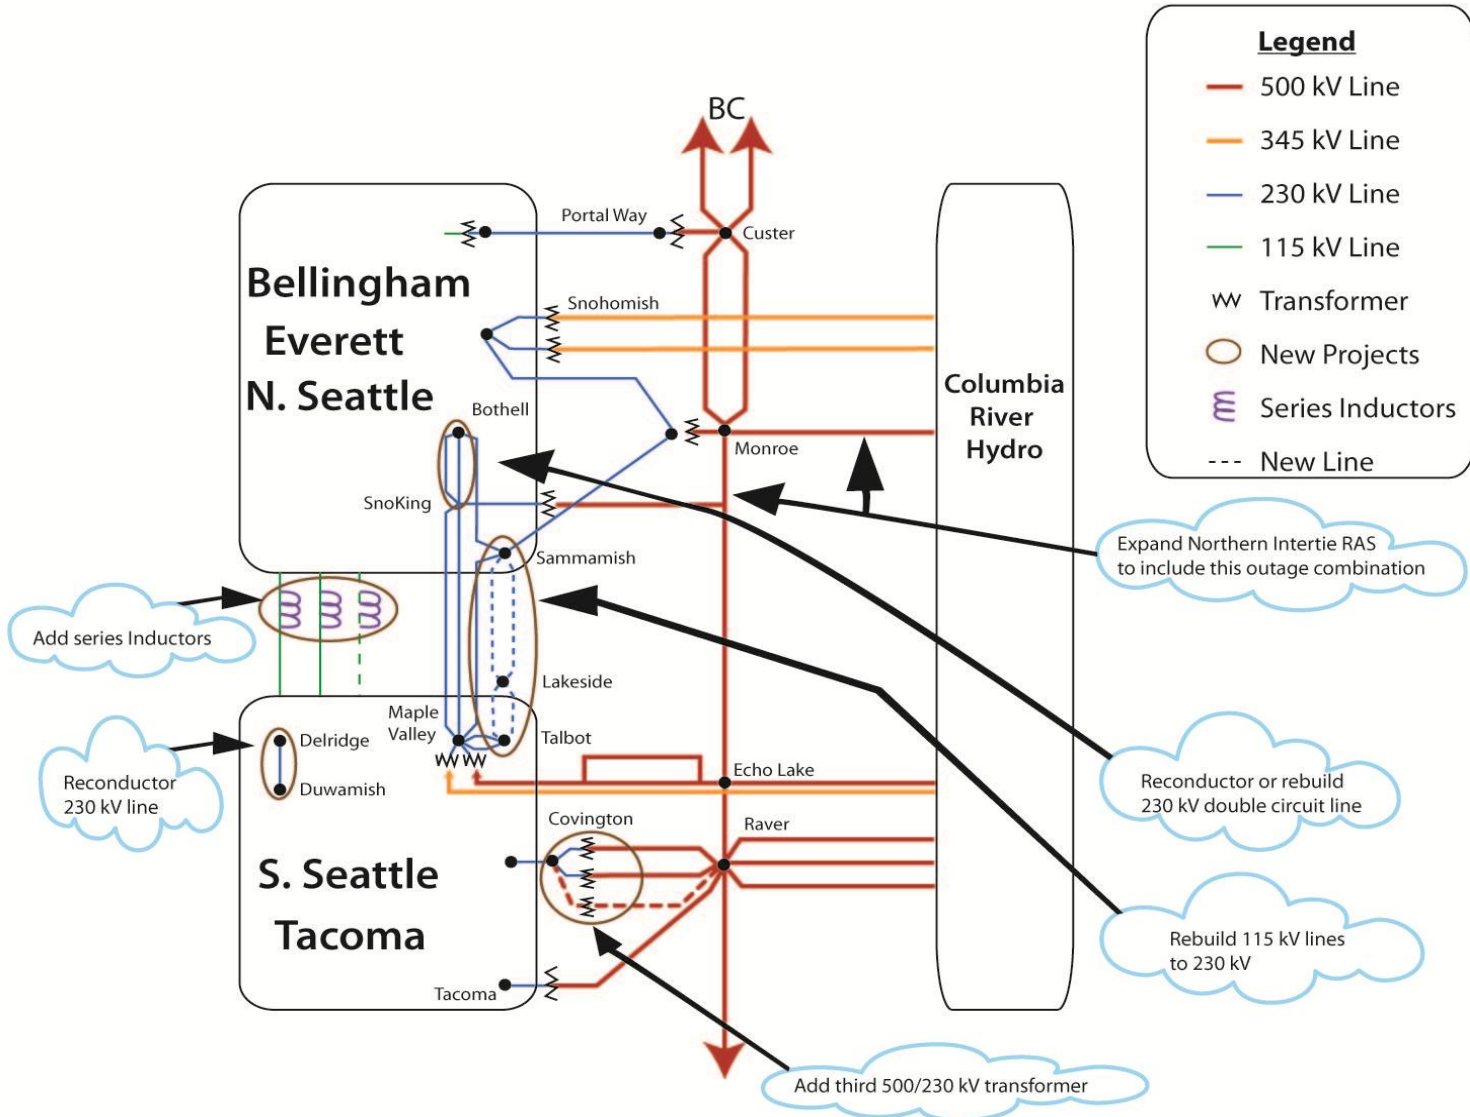 Legend
500 kV Line
345 kV Line
230 kV Line
115 kV Line
Transformer
New Projects
Series Inductors
New Line
BC
Portal Way
Custer
Bellingham
Everett
N. Seattle
Snohomish
Columbia
River
Hydro
Bothell
Monroe
SnoKing
Sammamish
Expand Northern Intertie RAS
to include this outage combination
Add series Inductors
Lakeside
Maple
Valley
Talbot
Delridge
Duwamish
Reconductor
230 kV line
Echo Lake
Reconductor or rebuild
230 kV double circuit line
Covington
Raver
S. Seattle
Tacoma
Rebuild 115 kV lines
to 230 kV
Tacoma
Add third 500/230 kV transformer